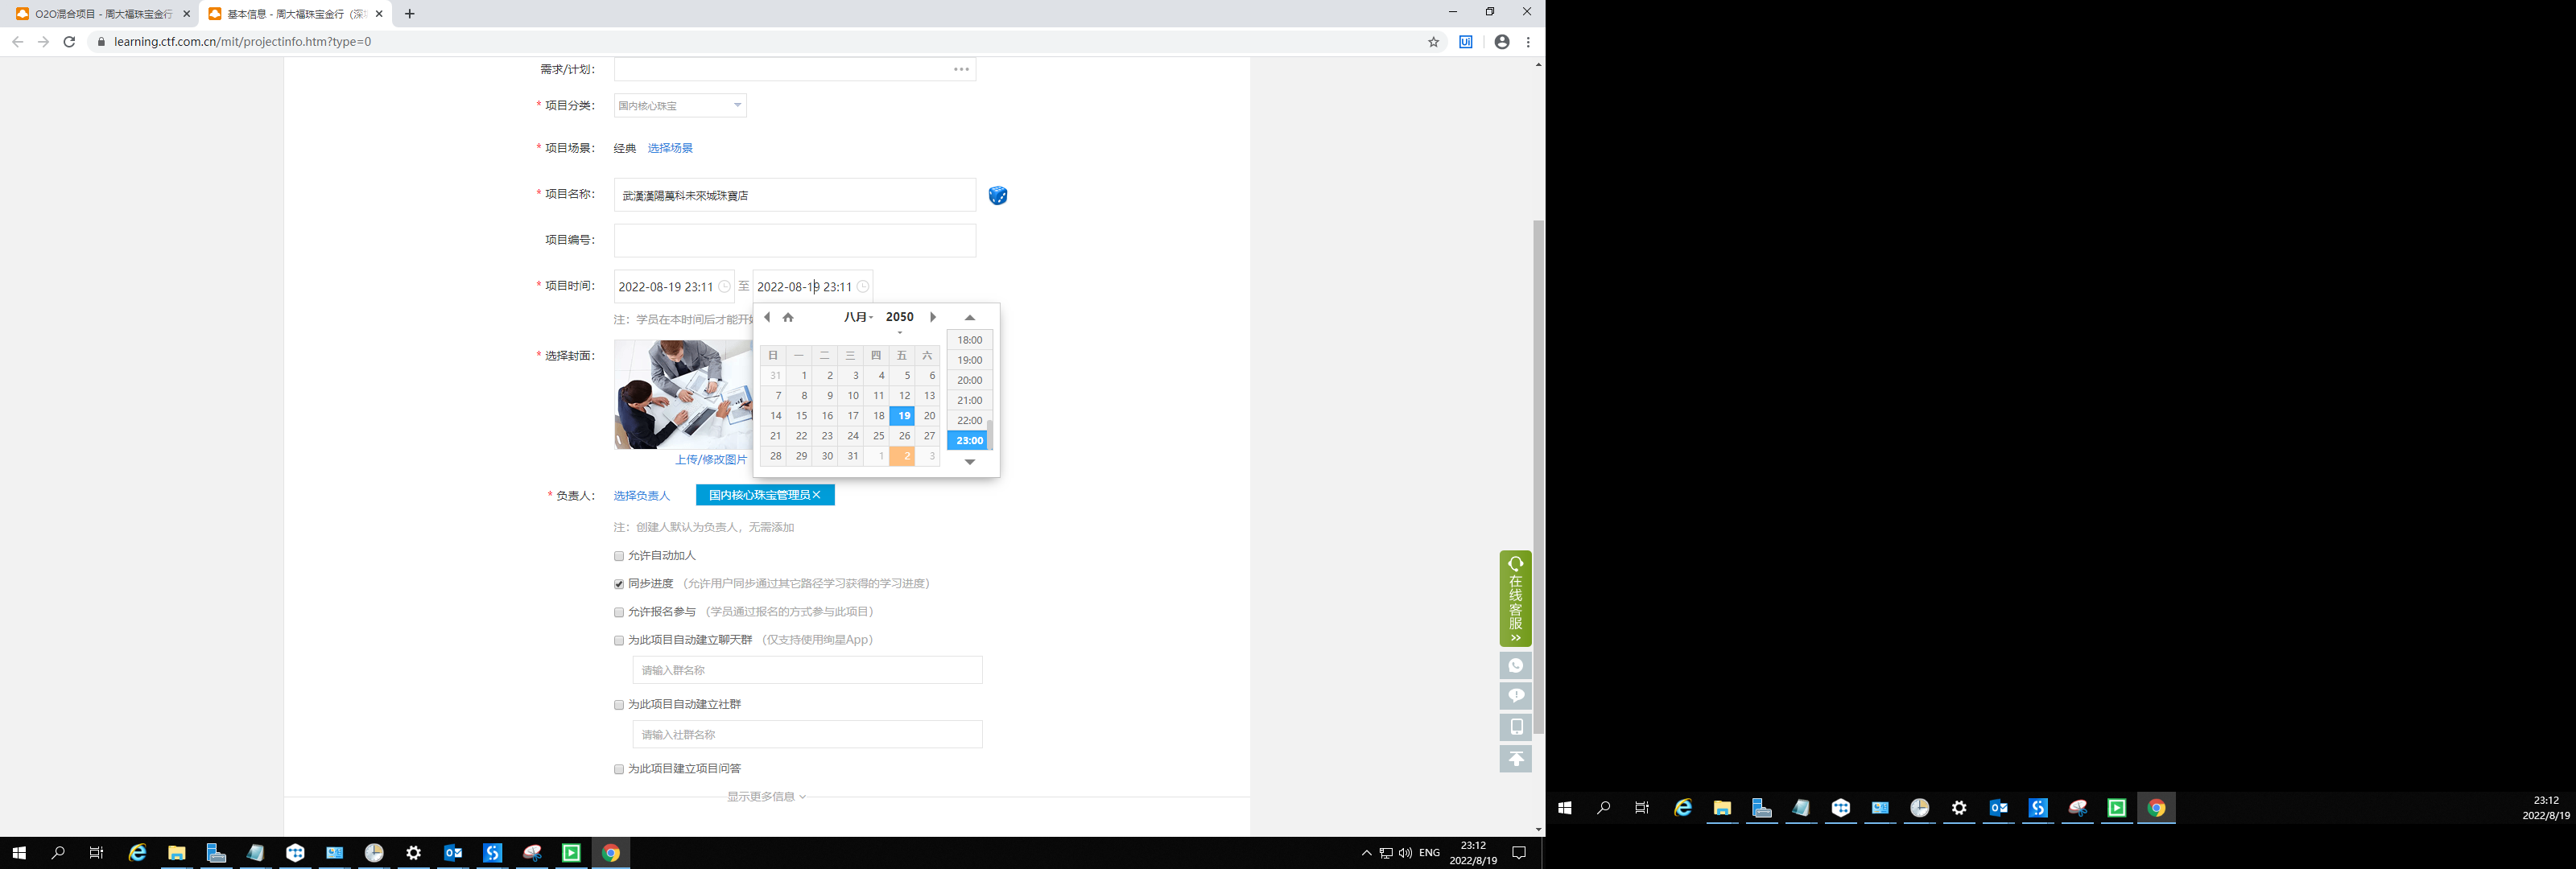 O2O混合项目 - 周大福珠宝金行
基本信息 - 周大福珠宝金行（深
learning.ctf.com.cn/mit/projectinfo.htm?type=0
需求/计划：
* 项目分类： 国内核心珠宝
* 项目场景： 经典 选择场景
* 项目名称： 武漢漢陽萬科未來城珠寶店
项目编号：
* 项目时间： 2022-08-19 23:11 至 2022-08-19 23:11
注：学员在本时间后才能开始
八月 2050
日 一 二 三 四 五 六
31 1 2 3 4 5 6
7 8 9 10 11 12 13
14 15 16 17 18 19 20
21 22 23 24 25 26 27
28 29 30 31 1 2 3
18:00
19:00
20:00
21:00
22:00
23:00
* 选择封面：
上传/修改图片
* 负责人： 选择负责人 国内核心珠宝管理员×
注：创建人默认为负责人，无需添加
允许自动加人
同步进度 （允许用户同步通过其它路径学习获得的学习进度）
允许报名参与 （学员通过报名的方式参与此项目）
为此项目自动建立聊天群 （仅支持使用绚星App）
请输入群名称
为此项目自动建立社群
请输入社群名称
为此项目建立项目问答
显示更多信息
在线客服
ENG
23:12
2022/8/19
23:12
2022/8/19